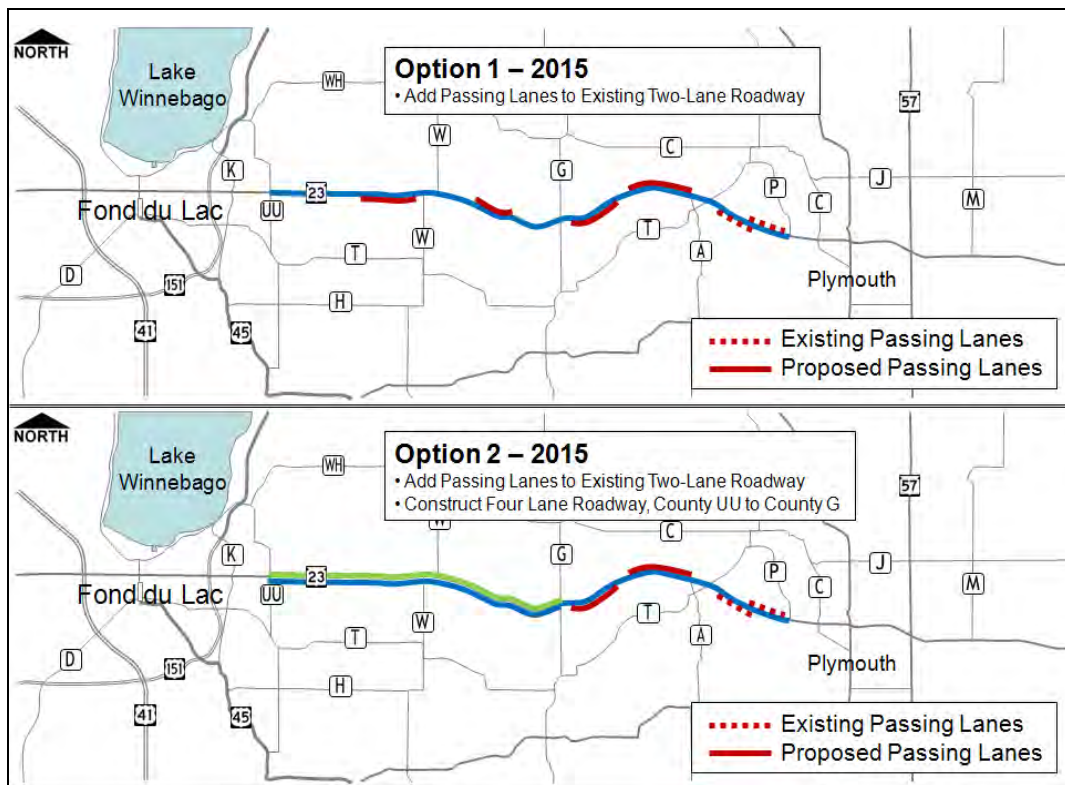 NORTH
Lake
Winnebago
Option 1 – 2015
• Add Passing Lanes to Existing Two-Lane Roadway
WH
57
W
C
K
G
J
P
23
UU
Fond du Lac
C
M
W
T
A
T
D
151
H
Plymouth
41
45
Existing Passing Lanes
Proposed Passing Lanes
NORTH
Lake
Winnebago
Option 2 – 2015
• Add Passing Lanes to Existing Two-Lane Roadway
• Construct Four Lane Roadway, County UU to County G
WH
57
W
C
K
G
J
P
23
UU
Fond du Lac
C
M
W
T
A
T
D
151
H
Plymouth
41
45
Existing Passing Lanes
Proposed Passing Lanes